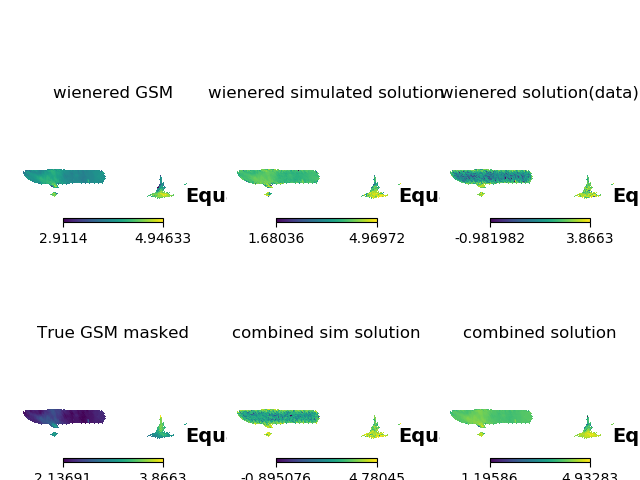 wienered GSM
wienered simulated solution
wienered solution(data)
Equ
Equ
Eq
2.9114 4.94633
1.68036 4.96972
-0.981982 3.8663
True GSM masked
combined sim solution
combined solution
Equ
Equ
Eq
2.13691 3.8663
-0.895076 4.78045
1.19586 4.93283